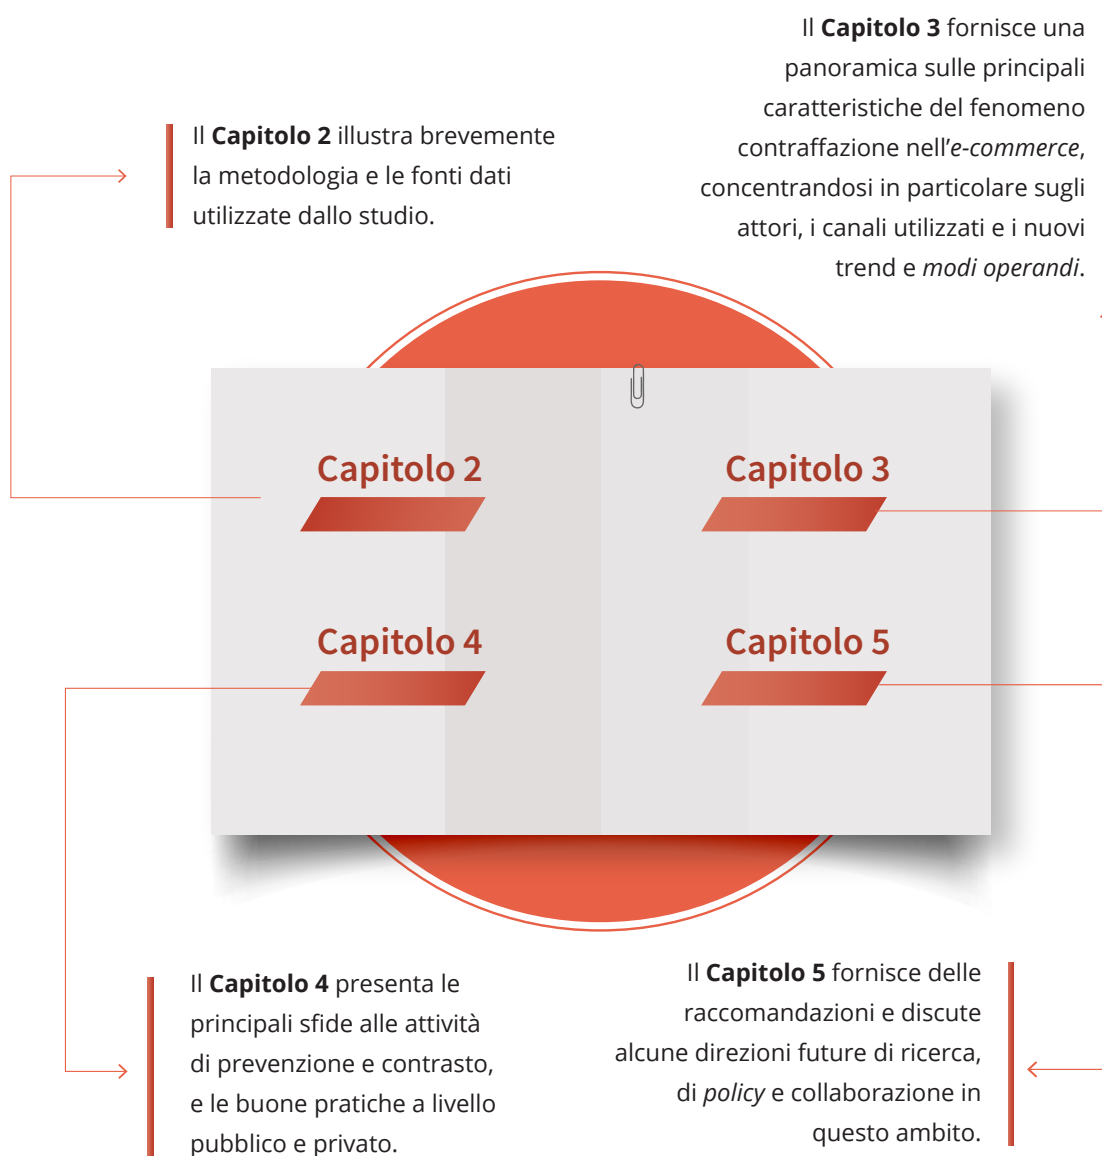 Il Capitolo 2 illustra brevemente
la metodologia e le fonti dati
utilizzate dallo studio.
Il Capitolo 3 fornisce una
panoramica sulle principali
caratteristiche del fenomeno
contraffazione nell'e-commerce,
concentrandosi in particolare sugli
attori, i canali utilizzati e i nuovi
trend e modi operandi.
Capitolo 2
Capitolo 3
Capitolo 4
Capitolo 5
Il Capitolo 4 presenta le
principali sfide alle attività
di prevenzione e contrasto,
e le buone pratiche a livello
pubblico e privato.
Il Capitolo 5 fornisce delle
raccomandazioni e discute
alcune direzioni future di ricerca,
di policy e collaborazione in
questo ambito.